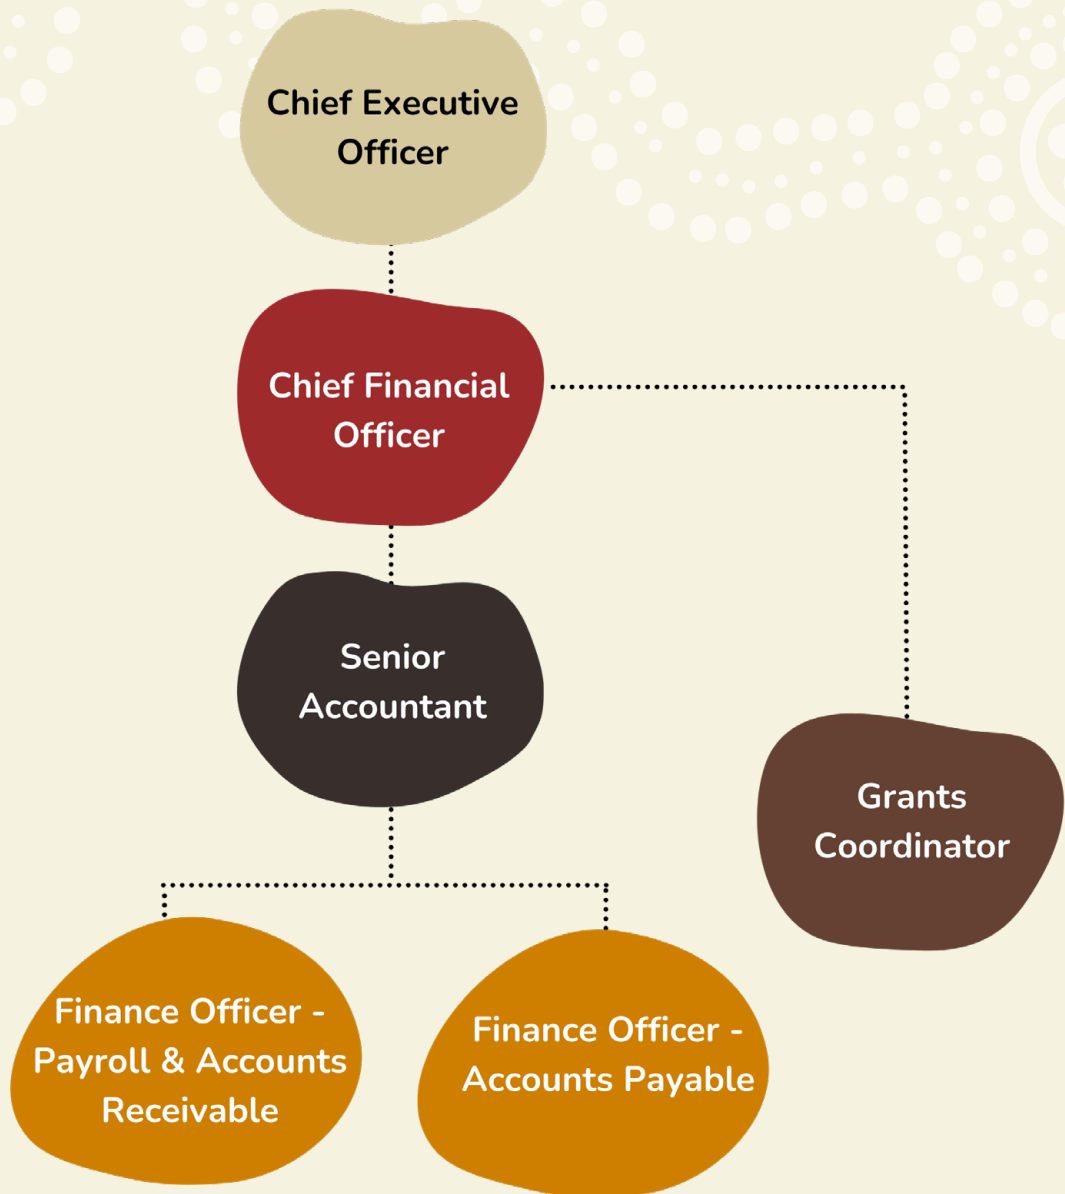 Chief Executive
Officer
Chief Financial
Officer
Senior
Accountant
Grants
Coordinator
Finance Officer -
Payroll & Accounts
Receivable
Finance Officer -
Accounts Payable